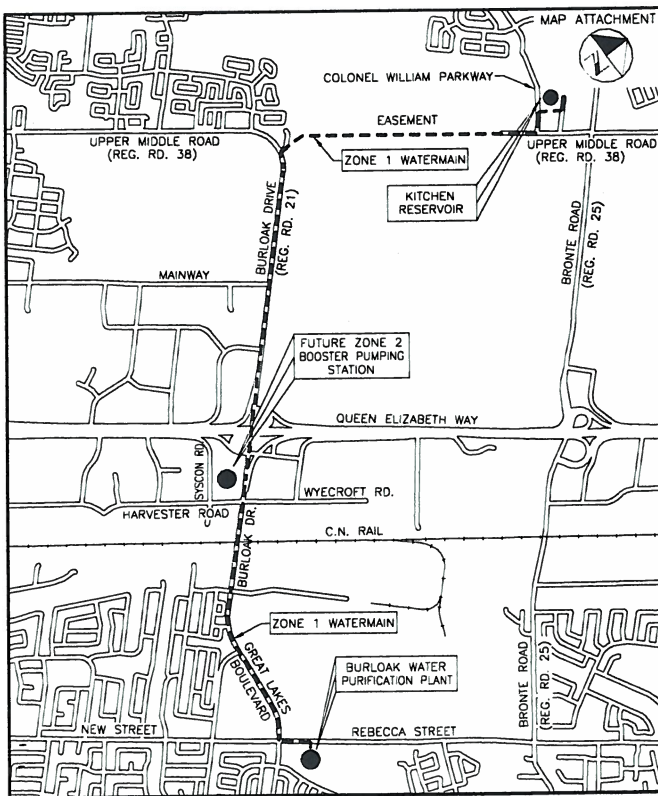 MAP ATTACHMENT
N
COLONEL WILLIAM PARKWAY
EASEMENT
UPPER MIDDLE ROAD
(REG. RD. 38)
ZONE 1 WATERMAIN
UPPER MIDDLE ROAD
(REG. RD. 38)
KITCHEN
RESERVOIR
BURLOAK DRIVE
(REG. RD. 21)
BRONTE ROAD
(REG. RD. 25)
MAINWAY
FUTURE ZONE 2
BOOSTER PUMPING
STATION
QUEEN ELIZABETH WAY
SYSCON RD.
WYECROFT RD.
HARVESTER ROAD
BURLOAK DR.
C.N. RAIL
ZONE 1 WATERMAIN
GREAT LAKES
BOULEVARD
BURLOAK WATER
PURIFICATION PLANT
BRONTE ROAD
(REG. RD. 25)
NEW STREET
REBECCA STREET